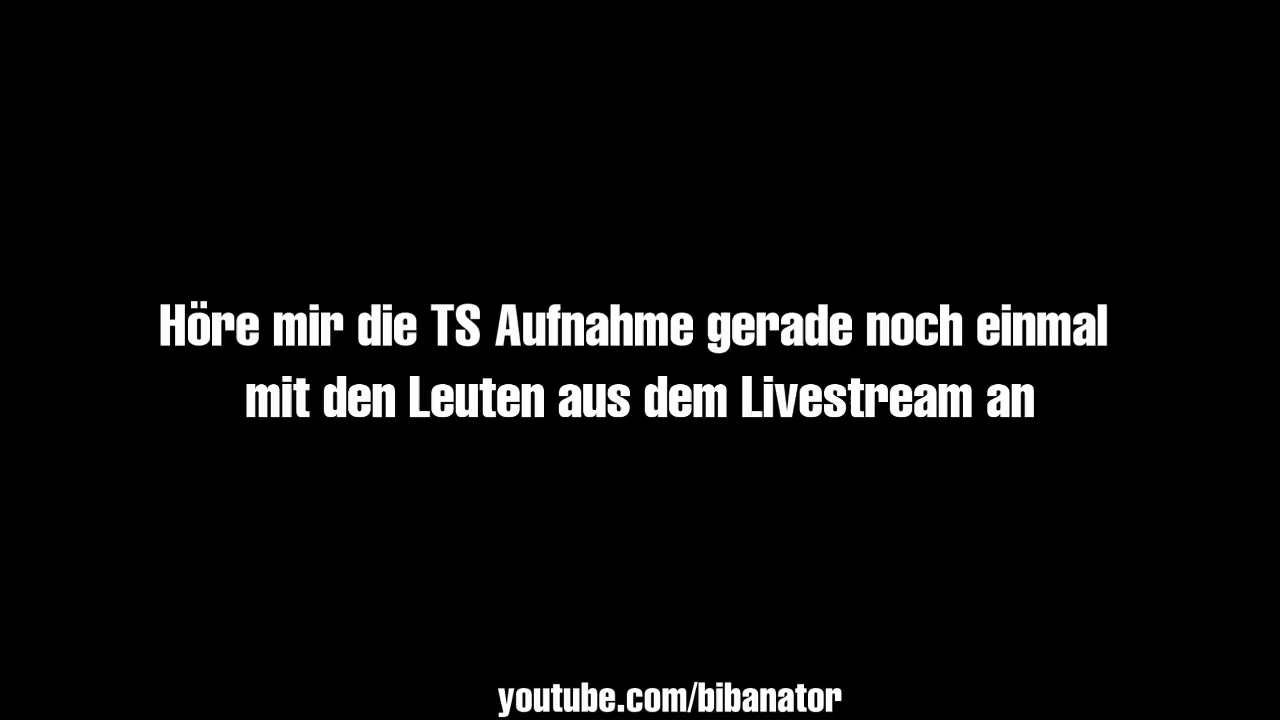 Höre mir die TS Aufnahme gerade noch einmal
mit den Leuten aus dem Livestream an
youtube.com/bibanator